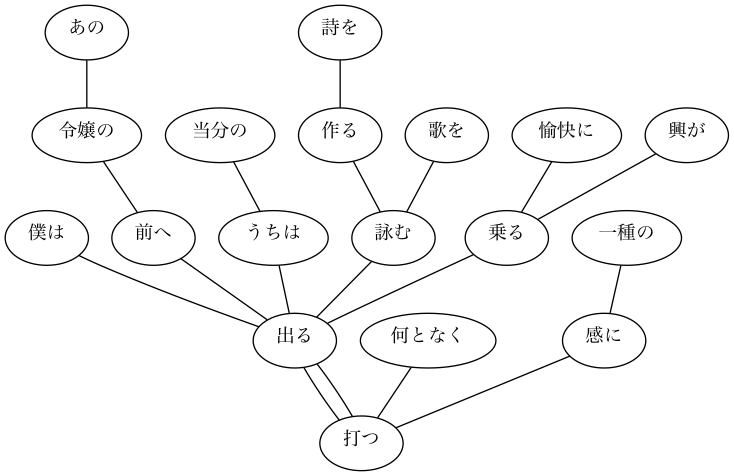 あの
詩を
令嬢の
当分の
作る
歌を
愉快に
興が
僕は
前へ
うちは
詠む
乗る
一種の
出る
何となく
感に
打つ